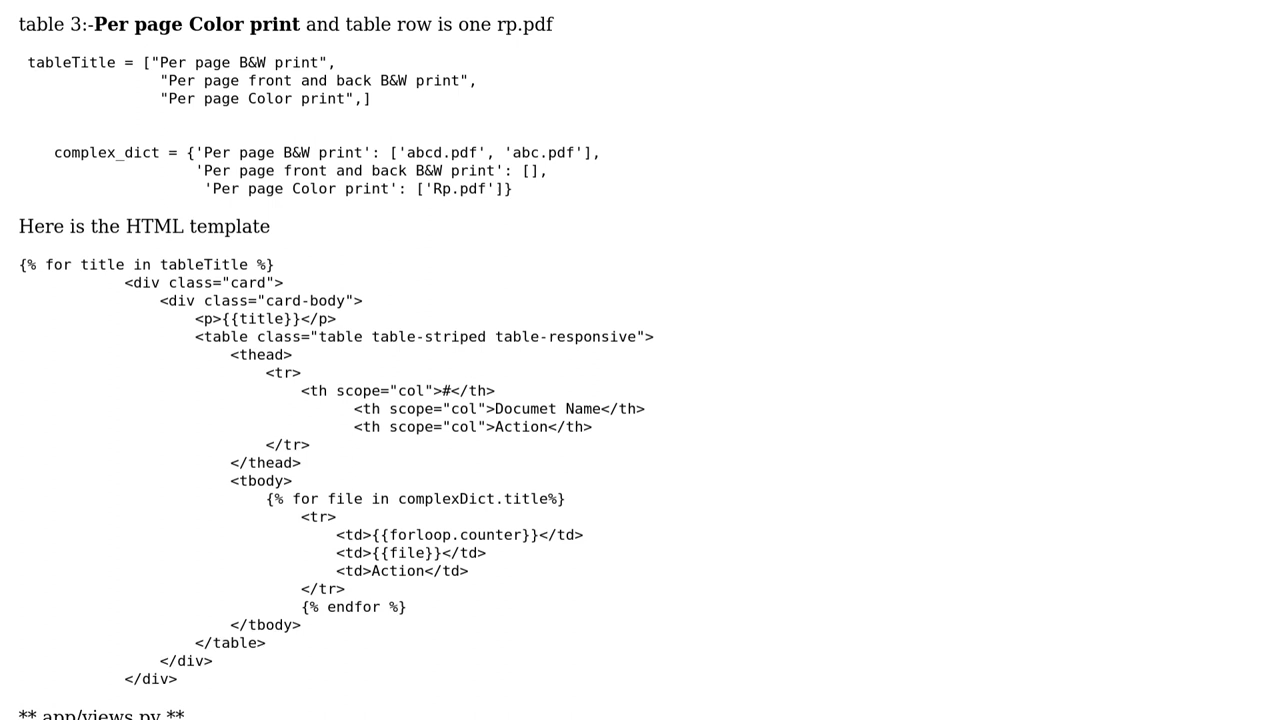 table 3:-Per page Color print and table row is one rp.pdf
tableTitle = ["Per page B&W print",
"Per page front and back B&W print",
"Per page Color print",]
complex_dict = {'Per page B&W print': ['abcd.pdf', 'abc.pdf'],
'Per page front and back B&W print': [],
'Per page Color print': ['Rp.pdf']}
Here is the HTML template
{% for title in tableTitle %}
<div class="card">
<div class="card-body">
<p>{{title}}</p>
<table class="table table-striped table-responsive">
<thead>
<tr>
<th scope="col">#</th>
<th scope="col">Documet Name</th>
<th scope="col">Action</th>
</tr>
</thead>
<tbody>
{% for file in complexDict.title%}
<tr>
<td>{{forloop.counter}}</td>
<td>{{file}}</td>
<td>Action</td>
</tr>
{% endfor %}
</tbody>
</table>
</div>
</div>
** app/views.py **